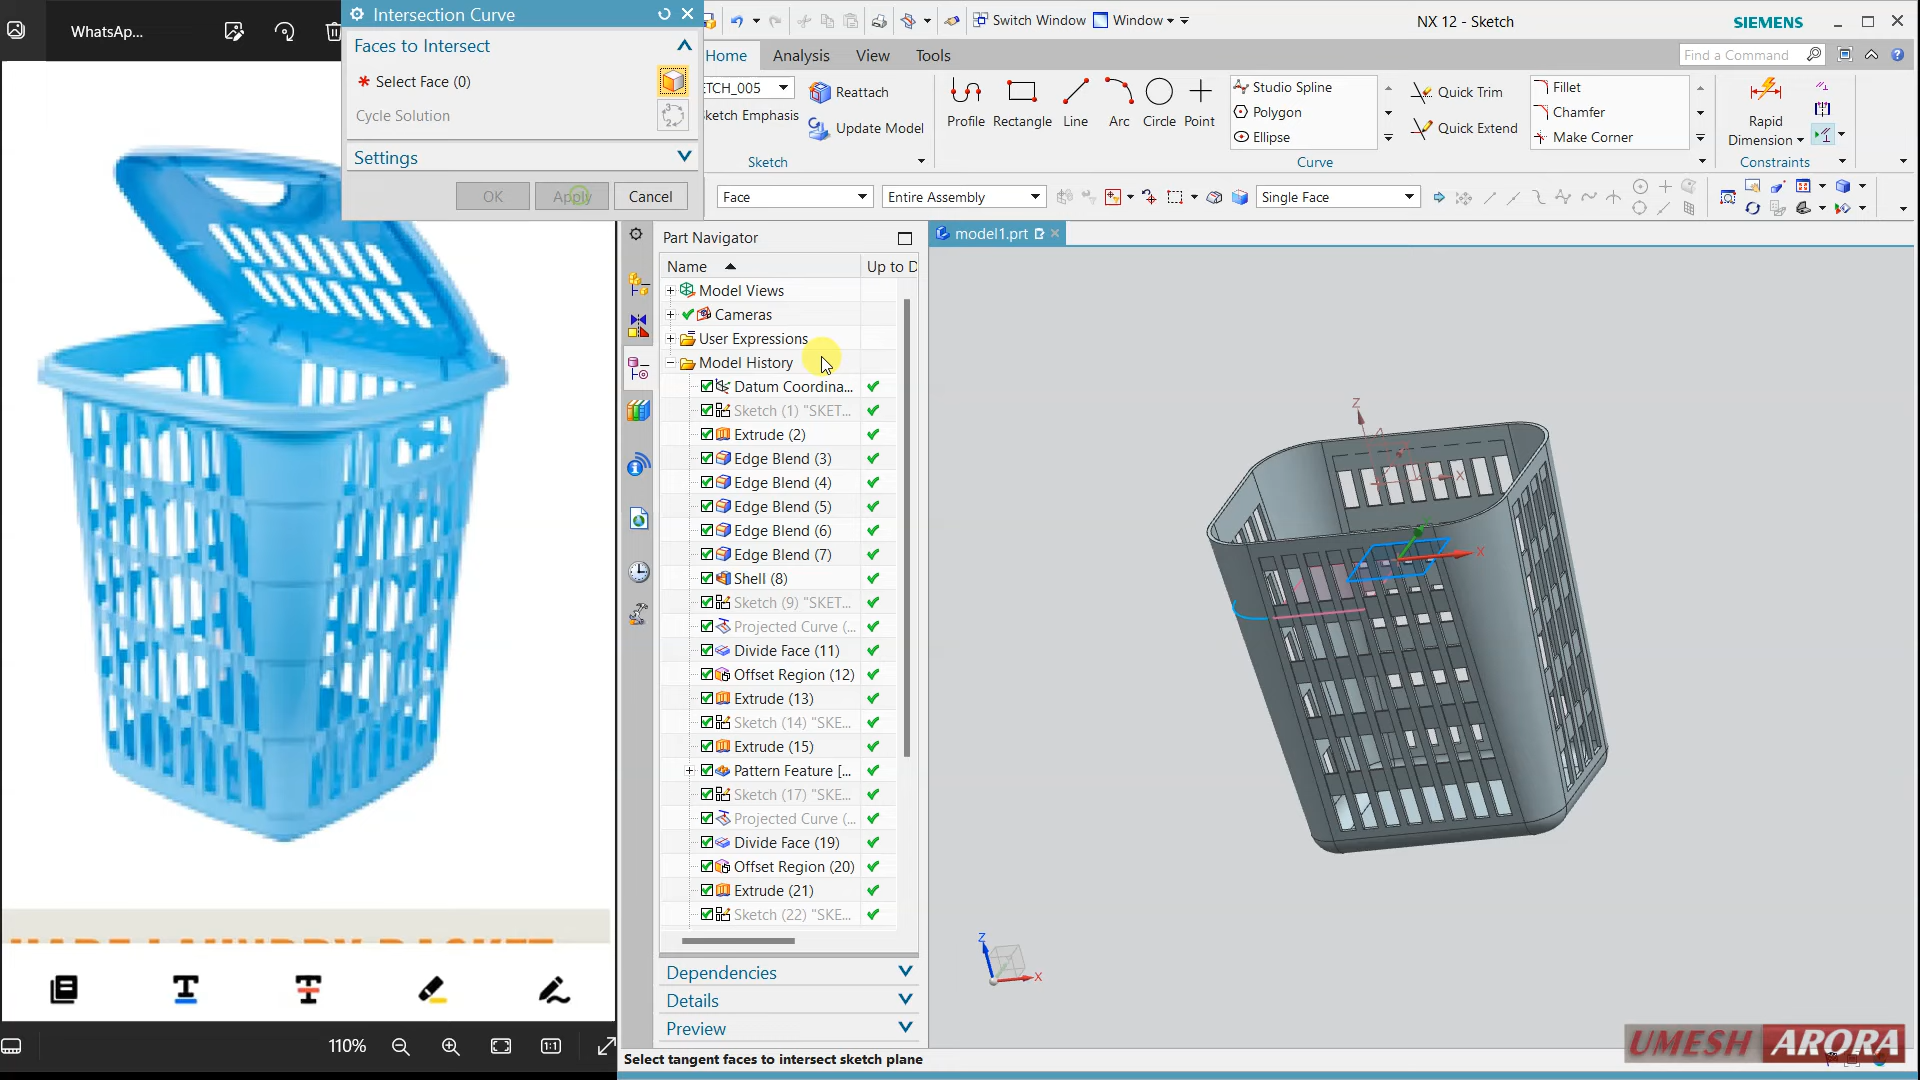 WhatsAp...
Intersection Curve
Faces to Intersect
* Select Face (0)
Cycle Solution
Settings
OK
Apply
Cancel
Switch Window
Window
NX 12 - Sketch
SIEMENS
Home
Analysis
View
Tools
Find a Command
TCH_005
Reattach
ketch Emphasis
Update Model
Sketch
Profile
Rectangle
Line
Arc
Circle
Point
Studio Spline
Polygon
Ellipse
Quick Trim
Quick Extend
Fillet
Chamfer
Make Corner
Curve
Rapid
Dimension
Constraints
Face
Entire Assembly
Single Face
Part Navigator
model1.prt
Name
Up to D
Model Views
Cameras
User Expressions
Model History
Datum Coordina...
Sketch (1) "SKET...
Extrude (2)
Edge Blend (3)
Edge Blend (4)
Edge Blend (5)
Edge Blend (6)
Edge Blend (7)
Shell (8)
Sketch (9) "SKET...
Projected Curve (...
Divide Face (11)
Offset Region (12)
Extrude (13)
Sketch (14) "SKE...
Extrude (15)
Pattern Feature [...
Sketch (17) "SKE...
Projected Curve (...
Divide Face (19)
Offset Region (20)
Extrude (21)
Sketch (22) "SKE...
Dependencies
Details
Preview
Z
X
X
Z
X
110%
1:1
Select tangent faces to intersect sketch plane
UMESH ARORA